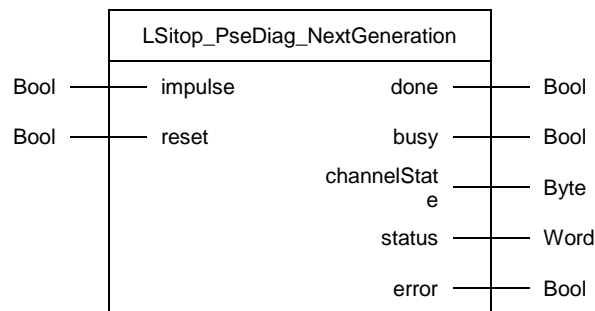 LSitop_PseDiag_NextGeneration
Bool impulse done Bool
Bool reset busy Bool
channelStat
e Byte
status Word
error Bool